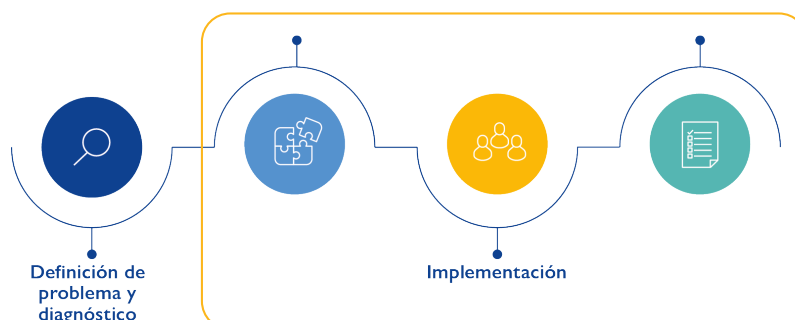 Definición de
problema y
diagnóstico
Implementación